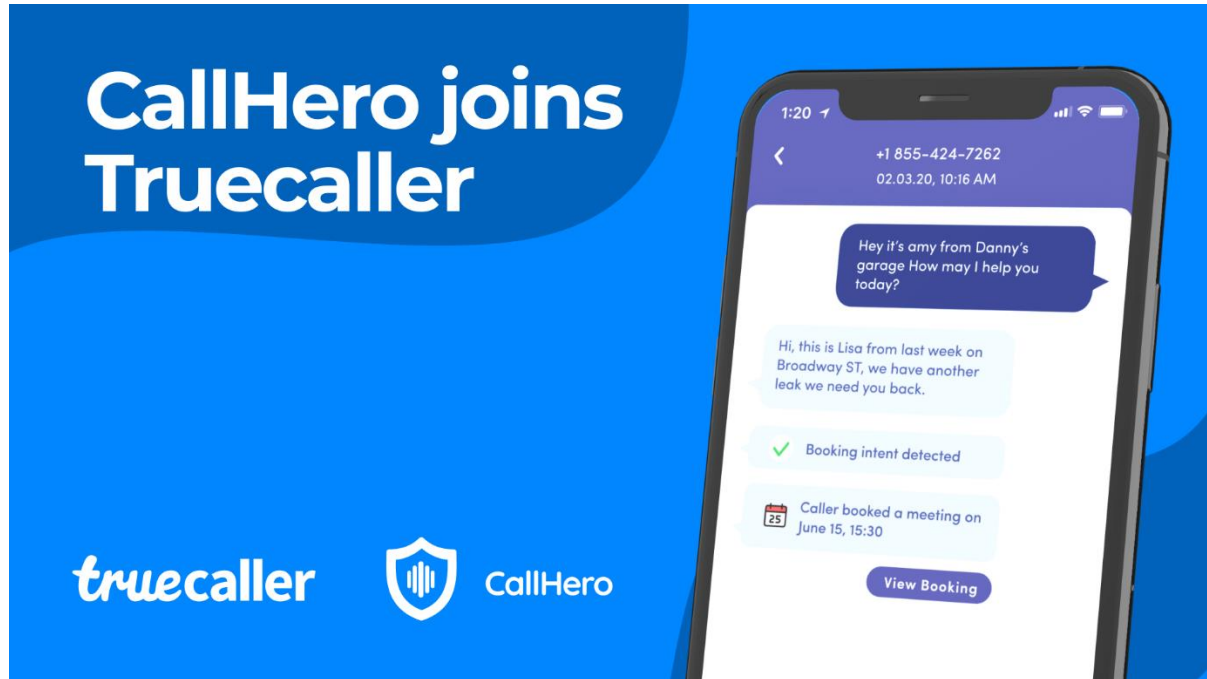 CallHero joins
Truecaller
truecaller
CallHero
1:20
+1 855-424-7262
02.03.20, 10:16 AM
Hey it's amy from Danny's
garage How may I help you
today?
Hi, this is Lisa from last week on
Broadway ST, we have another
leak we need you back.
Booking intent detected
25
Caller booked a meeting on
June 15, 15:30
View Booking